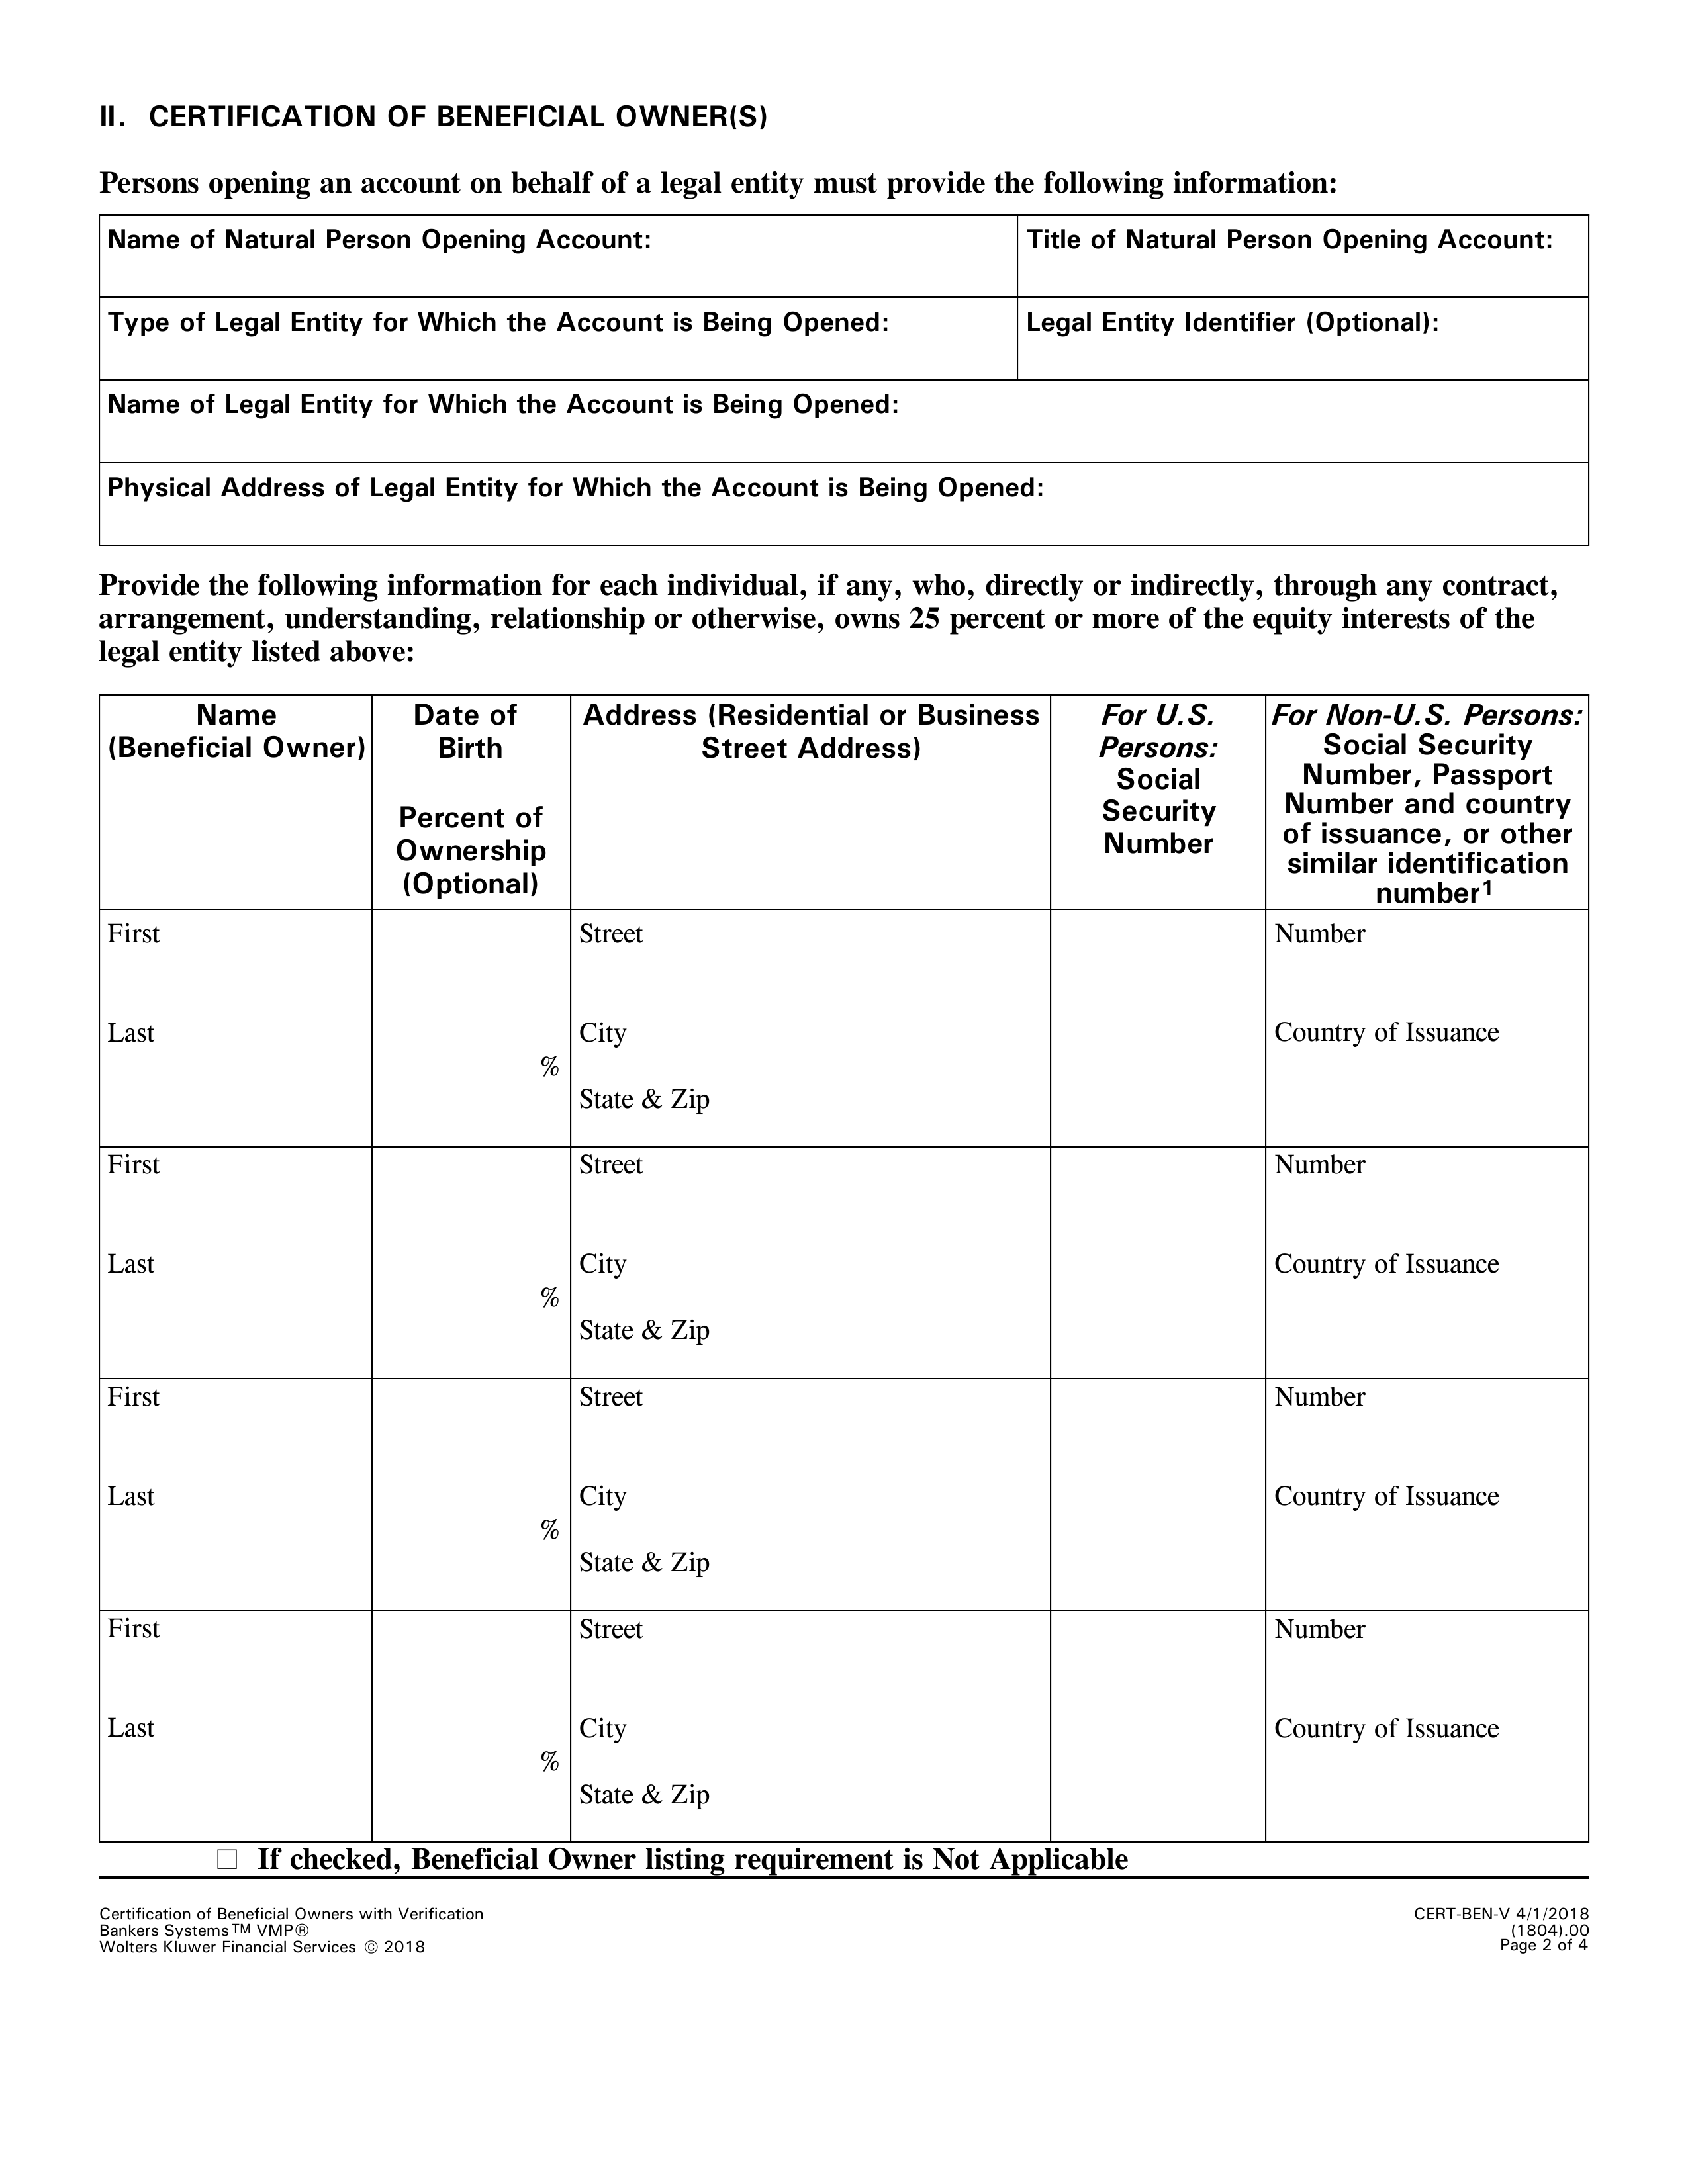 II. CERTIFICATION OF BENEFICIAL OWNER(S)
Persons opening an account on behalf of a legal entity must provide the following information:
Name of Natural Person Opening Account:
Title of Natural Person Opening Account:
Type of Legal Entity for Which the Account is Being Opened:
Legal Entity Identifier (Optional):
Name of Legal Entity for Which the Account is Being Opened:
Physical Address of Legal Entity for Which the Account is Being Opened:
Provide the following information for each individual, if any, who, directly or indirectly, through any contract,
arrangement, understanding, relationship or otherwise, owns 25 percent or more of the equity interests of the
legal entity listed above:
Name
(Beneficial Owner)
Date of
Birth
Percent of
Ownership
(Optional)
Address (Residential or Business
Street Address)
For U.S.
Persons:
Social
Security
Number
For Non-U.S. Persons:
Social Security
Number, Passport
Number and country
of issuance, or other
similar identification
number1
First
Last
%
Street
City
State & Zip
Number
Country of Issuance
First
Last
%
Street
City
State & Zip
Number
Country of Issuance
First
Last
%
Street
City
State & Zip
Number
Country of Issuance
First
Last
%
Street
City
State & Zip
Number
Country of Issuance
☐ If checked, Beneficial Owner listing requirement is Not Applicable
Certification of Beneficial Owners with Verification
Bankers Systems™ VMP®
Wolters Kluwer Financial Services © 2018
CERT-BEN-V 4/1/2018
(1804).00
Page 2 of 4